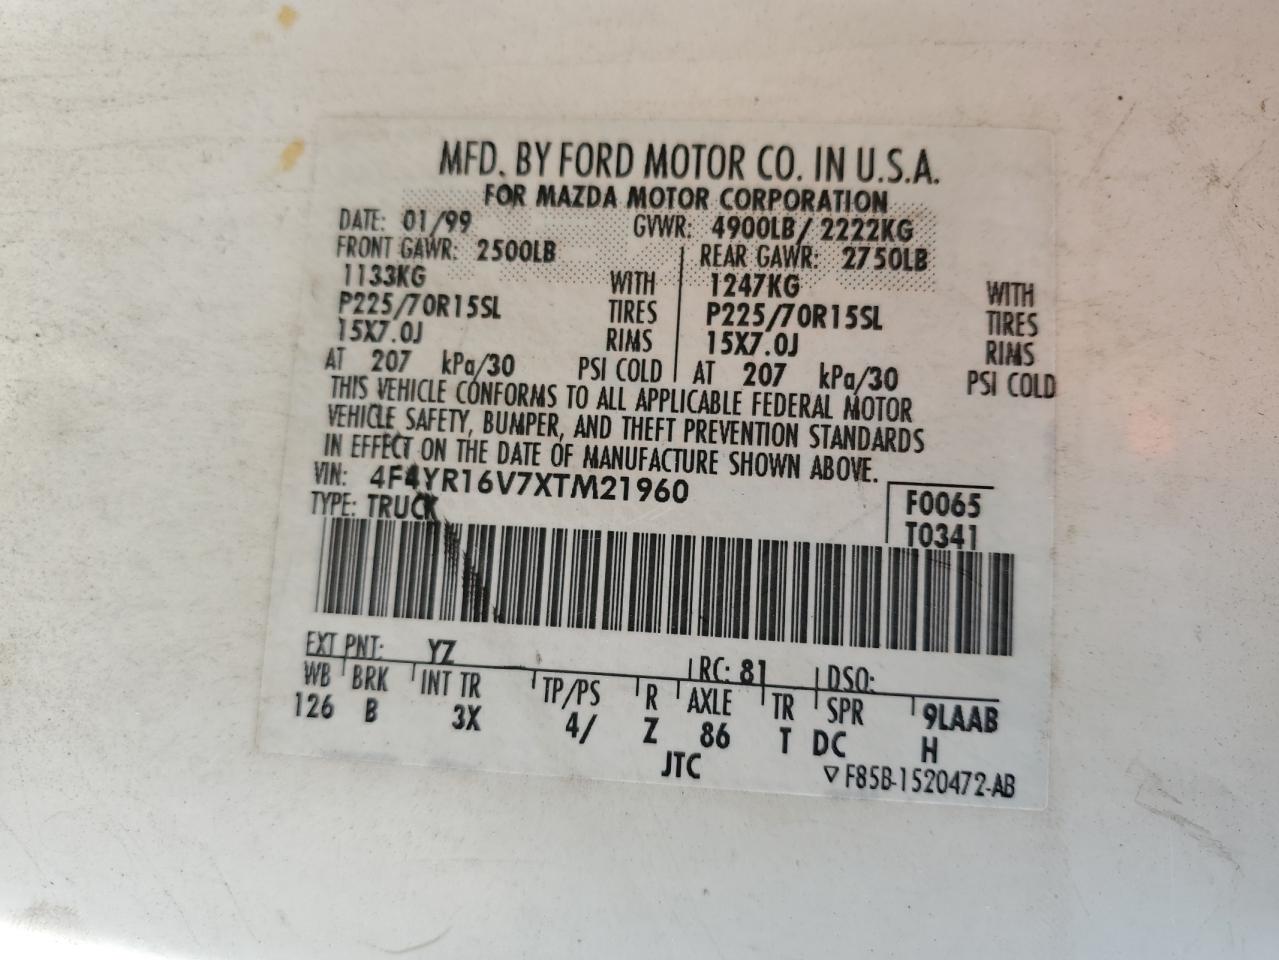 MFD. BY FORD MOTOR CO. IN U.S.A.
FOR MAZDA MOTOR CORPORATION
DATE: 01/99 GVWR: 4900LB/ 2222KG
FRONT GAWR: 2500LB REAR GAWR: 2750LB
1133KG WITH 1247KG WITH
P225/70R15SL TIRES P225/70R15SL TIRES
15X7.0J RIMS 15X7.0J RIMS
AT 207 kPa/30 PSI COLD AT 207 kPa/30 PSI COLD
THIS VEHICLE CONFORMS TO ALL APPLICABLE FEDERAL MOTOR
VEHICLE SAFETY, BUMPER, AND THEFT PREVENTION STANDARDS
IN EFFECT ON THE DATE OF MANUFACTURE SHOWN ABOVE.
VIN: 4F4YR16V7XTM21960 F0065
TYPE: TRUCK T0341
EXT PNT: YZ RC: 81 DSO:
WB BRK INT TR TP/PS R AXLE TR SPR 9LAAB
126 B 3X 4/ Z 86 T DC H
JTC ▽ F85B-1520472-AB